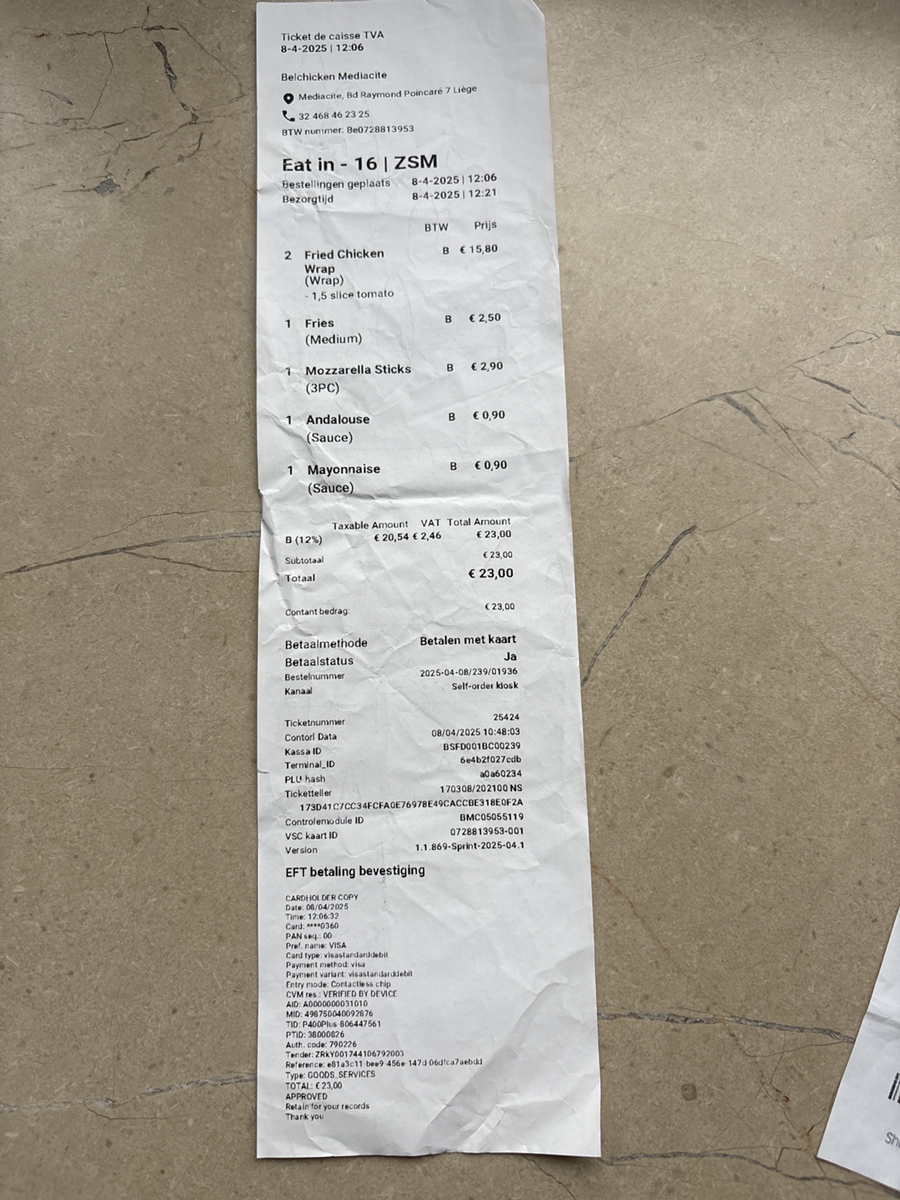 Ticket de caisse TVA
8-4-2025 | 12:06
Belchicken Mediacite
Mediacite, Bd Raymond Poincaré 7 Liège
32 468 46 23 25
BTW nummer: Be0728813953
Eat in - 16 | ZSM
Bestellingen geplaats 8-4-2025 | 12:06
Bezorgtijd 8-4-2025 | 12:21
BTW Prijs
2 Fried Chicken B € 15,80
Wrap
(Wrap)
- 1,5 slice tomato
1 Fries B € 2,50
(Medium)
1 Mozzarella Sticks B € 2,90
(3PC)
1 Andalouse B € 0,90
(Sauce)
1 Mayonnaise B € 0,90
(Sauce)
Taxable Amount VAT Total Amount
B (12%) € 20,54 € 2,46 € 23,00
Subtotaal € 23,00
Totaal € 23,00
Contant bedrag: € 23,00
Betaalmethode Betalen met kaart
Betaalstatus Ja
Bestelnummer 2025-04-08/239/01936
Kanaal Self-order kiosk
Ticketnummer 25424
Contorl Data 08/04/2025 10:48:03
Kassa ID BSFD001BC00239
Terminal_ID 6e4b2f027cdb
PLU hash a0a60234
Ticketteller 170308/202100 NS
173D41C7CC34FCFA0E76978E49CACCBE318E0F2A
Controlemodule ID BMC05055119
VSC kaart ID 0728813953-001
Version 1.1.869-Sprint-2025-04.1
EFT betaling bevestiging
CARDHOLDER COPY
Date: 08/04/2025
Time: 12:06:32
Card: ****0360
PAN seq.: 00
Pref. name: VISA
Card type: visastandarddebit
Payment method: visa
Payment variant: visastandarddebit
Entry mode: Contactless chip
CVM res.: VERIFIED BY DEVICE
AID: A0000000031010
MID: 498750040092876
TID: P400Plus-806447561
PTID: 38000826
Auth. code: 790226
Tender: ZRkY001744106792003
Reference: e81a3c11-bee9-456e-147d-06dfca7aebdd
Type: GOODS_SERVICES
TOTAL: € 23,00
APPROVED
Retain for your records
Thank you